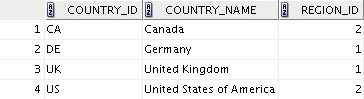 COUNTRY_ID COUNTRY_NAME REGION_ID
1 CA Canada 2
2 DE Germany 1
3 UK United Kingdom 1
4 US United States of America 2